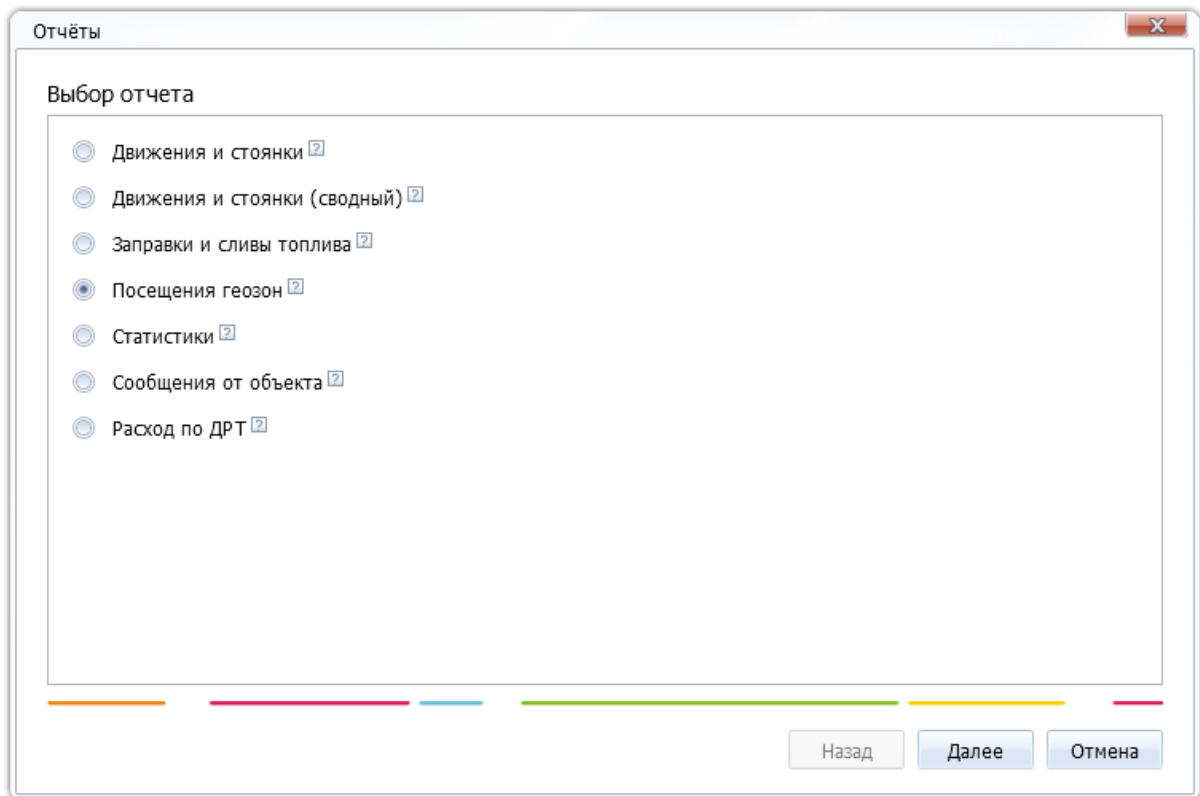 Отчёты
X
Выбор отчета
Движения и стоянки ?
Движения и стоянки (сводный) ?
Заправки и сливы топлива ?
Посещения геозон ?
Статистики ?
Сообщения от объекта ?
Расход по ДРТ ?
Назад Далее Отмена